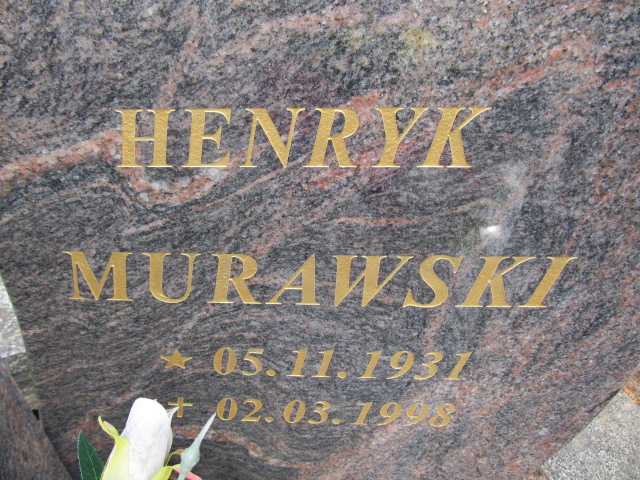 HENRYK
MURAWSKI
★ 05.11.1931
+ 02.03.1998